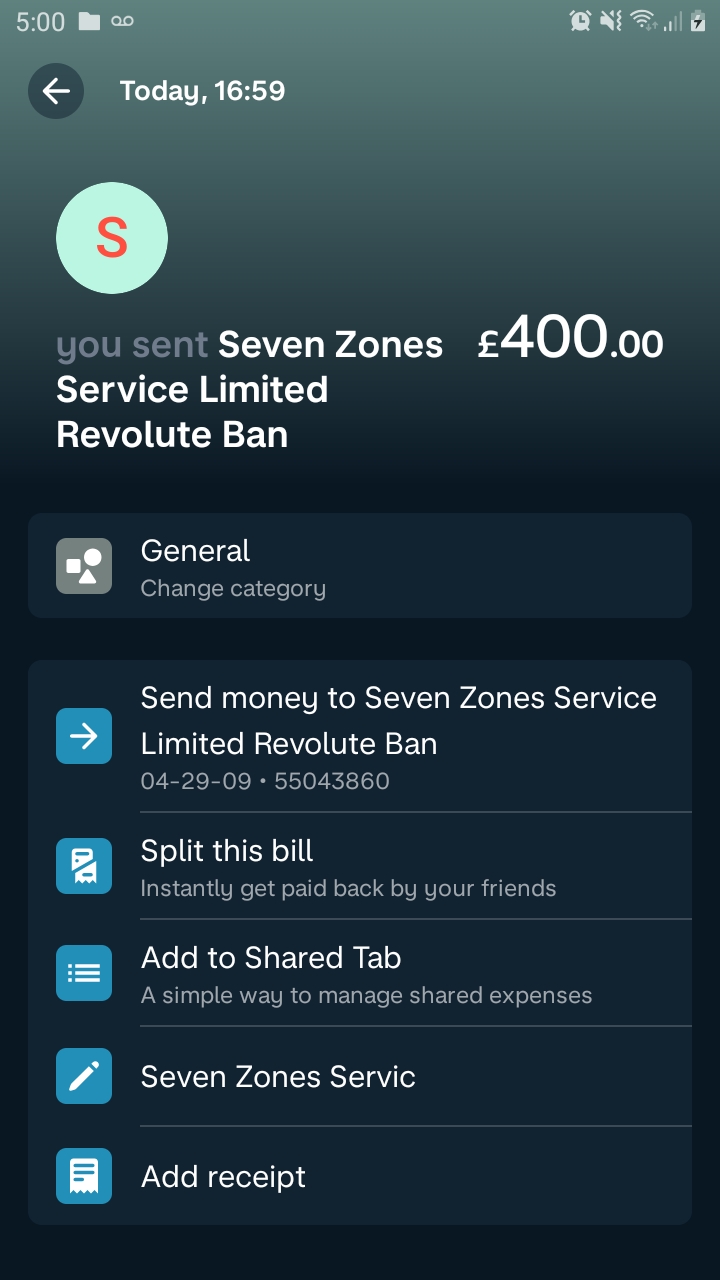 5:00
Today, 16:59
S
you sent Seven Zones
Service Limited
Revolute Ban
£400.00
General
Change category
Send money to Seven Zones Service
Limited Revolute Ban
04-29-09 • 55043860
Split this bill
Instantly get paid back by your friends
Add to Shared Tab
A simple way to manage shared expenses
Seven Zones Servic
Add receipt